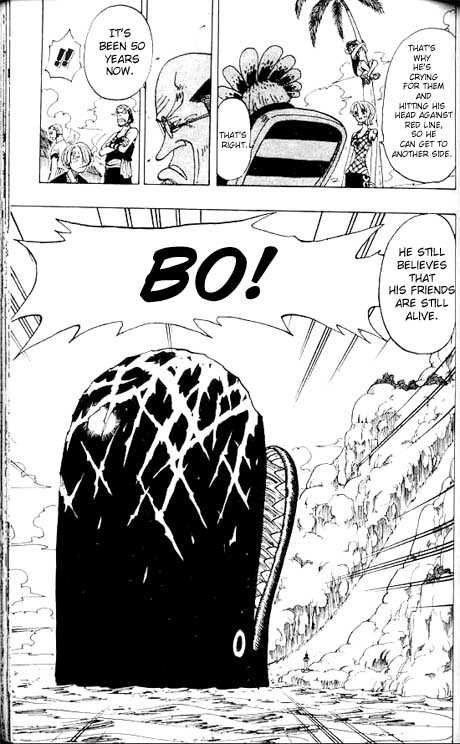 THAT'S
WHY
HE'S
CRYING
FOR THEM
AND
HITTING HIS
HEAD AGAINST
RED LINE,
SO HE
CAN GET TO
ANOTHER SIDE.
THAT'S
RIGHT.
IT'S
BEEN 50
YEARS
NOW.
!!
HE STILL
BELIEVES
THAT
HIS FRIENDS
ARE STILL
ALIVE.
BO!